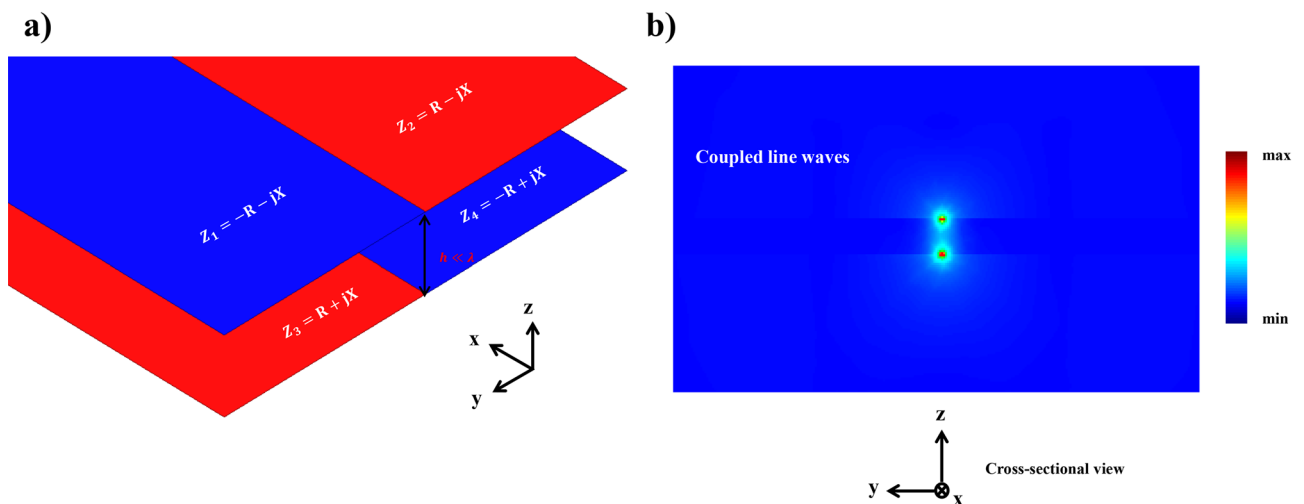 a)
Z₂ = R − jX
Z₁ = −R − jX
Z₄ = −R + jX
h ≪ λ
Z₃ = R + jX
z
x
y
b)
Coupled line waves
max
min
z
y
x
Cross-sectional view